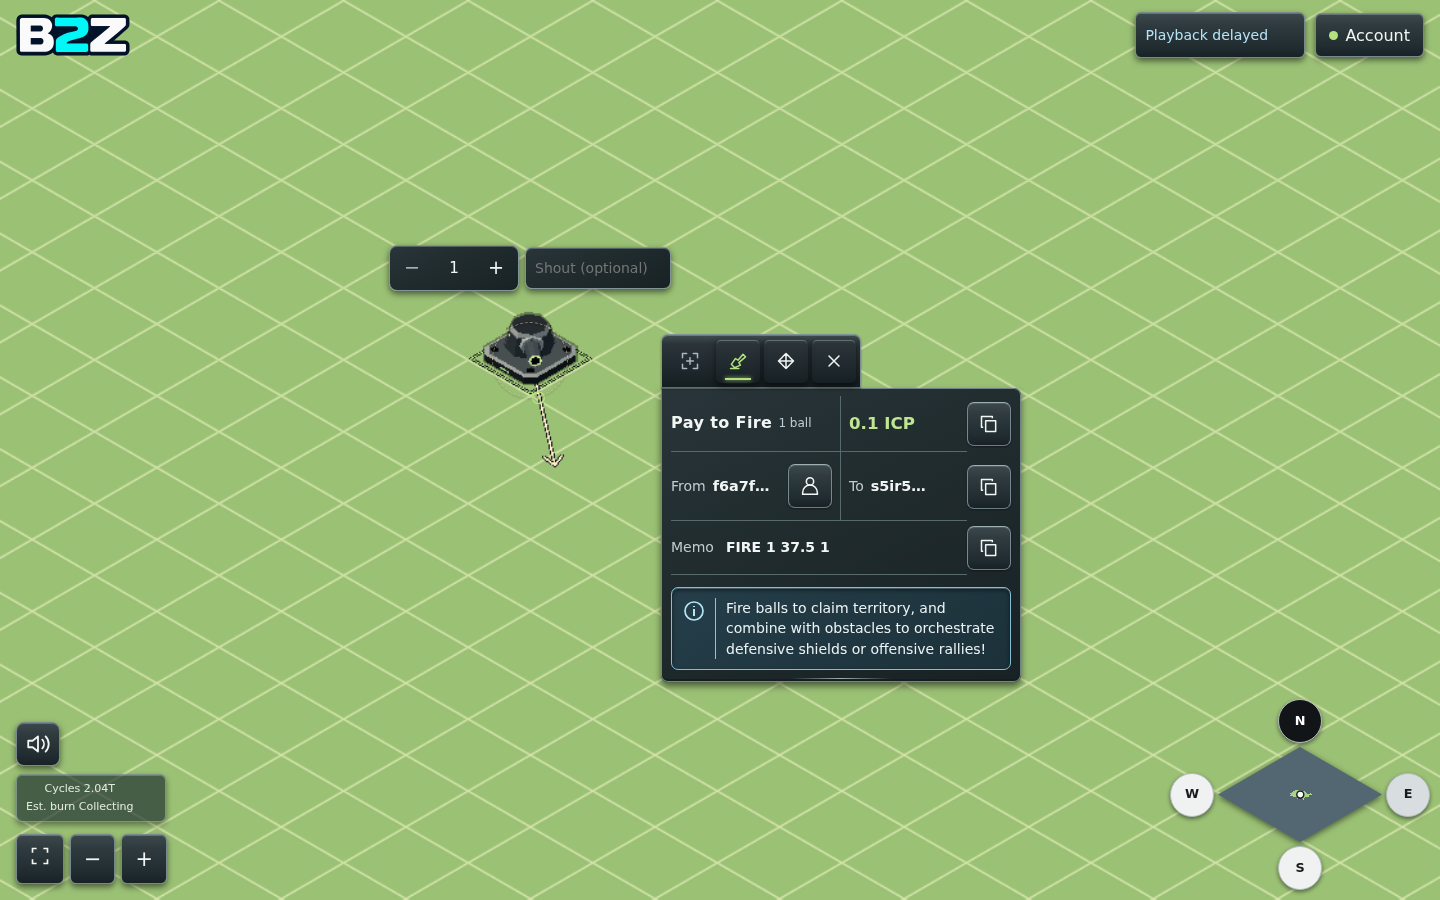 B2Z
Playback delayed
Account
1
Shout (optional)
Pay to Fire 1 ball
0.1 ICP
From f6a7f...
To s5ir5...
Memo FIRE 1 37.5 1
Fire balls to claim territory, and
combine with obstacles to orchestrate
defensive shields or offensive rallies!
Cycles 2.04T
Est. burn Collecting
N
W
E
S